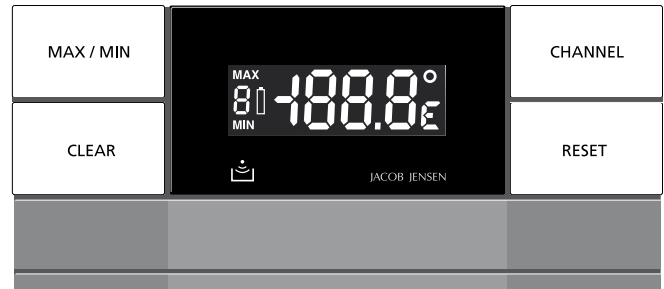 MAX / MIN
CHANNEL
MAX
8 -188.8°E
MIN
CLEAR
RESET
JACOB JENSEN